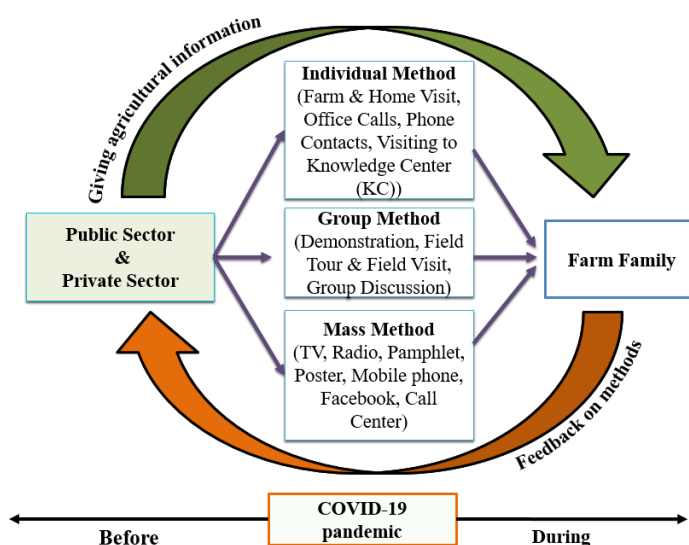 Giving agricultural information
Individual Method
(Farm & Home Visit,
Office Calls, Phone
Contacts, Visiting to
Knowledge Center
(KC))
Public Sector
&
Private Sector
Group Method
(Demonstration, Field
Tour & Field Visit,
Group Discussion)
Farm Family
Mass Method
(TV, Radio, Pamphlet,
Poster, Mobile phone,
Facebook, Call
Center)
Feedback on methods
COVID-19
pandemic
Before
During